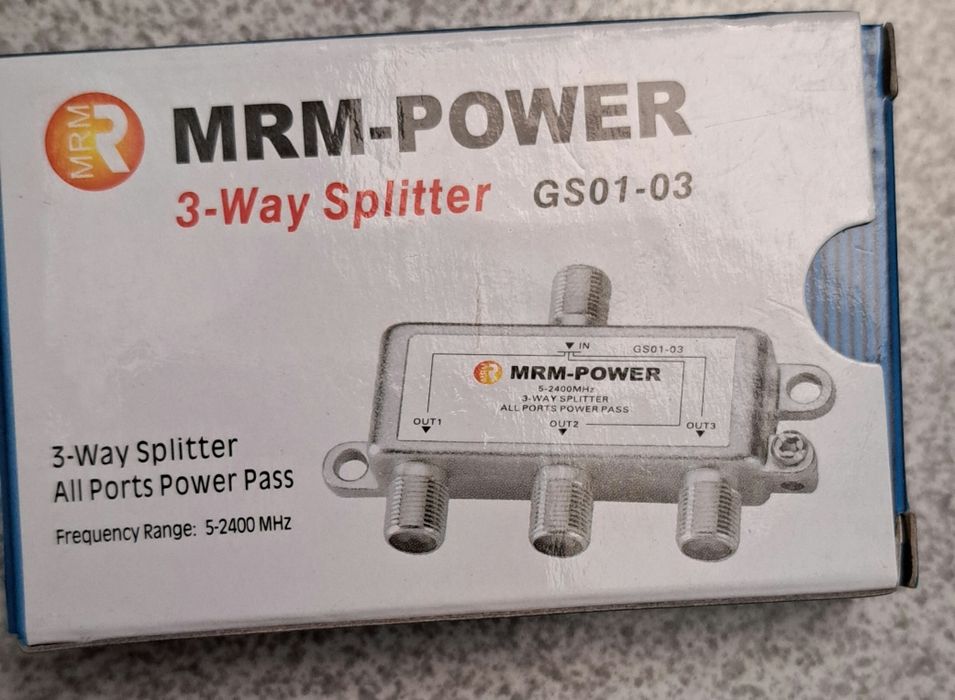 MRM R
MRM-POWER
3-Way Splitter GS01-03
IN
GS01-03
MRM R MRM-POWER
5-2400MHz
3-WAY SPLITTER
ALL PORTS POWER PASS
OUT1 OUT2 OUT3
3-Way Splitter
All Ports Power Pass
Frequency Range: 5-2400 MHz